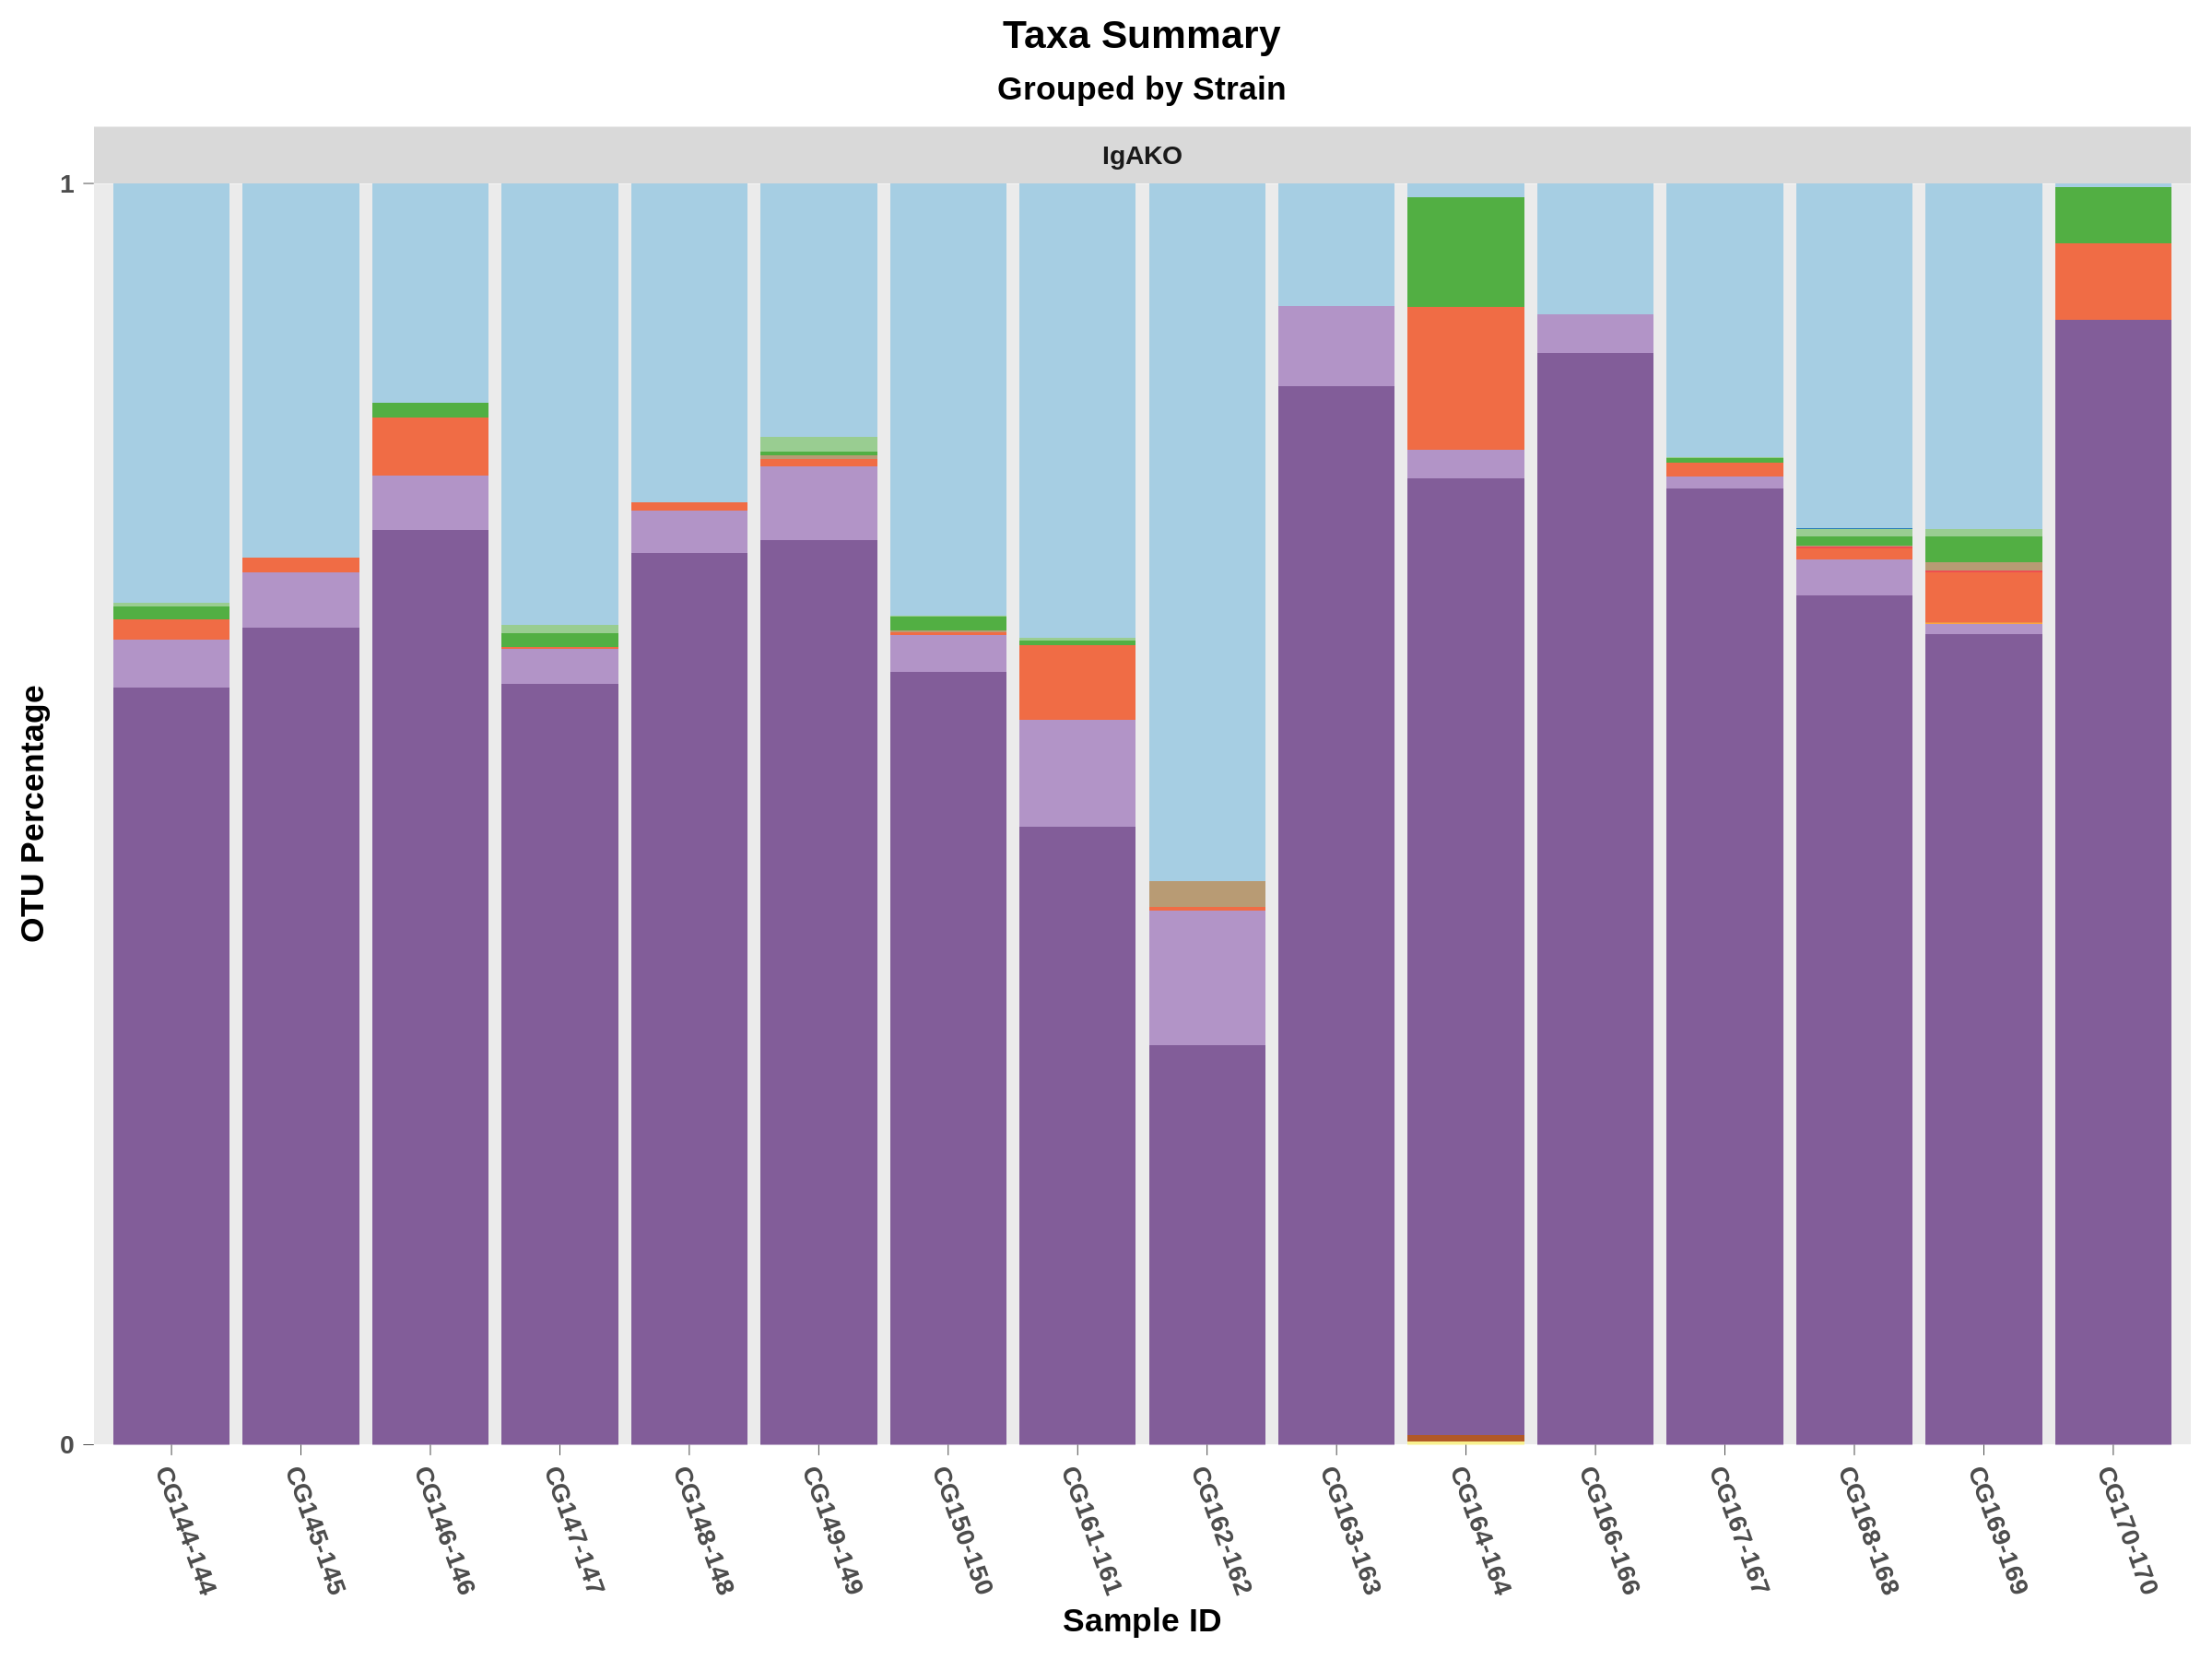 Taxa Summary
Grouped by Strain
IgAKO
1
0
OTU Percentage
CG144-144
CG145-145
CG146-146
CG147-147
CG148-148
CG149-149
CG150-150
CG161-161
CG162-162
CG163-163
CG164-164
CG166-166
CG167-167
CG168-168
CG169-169
CG170-170
Sample ID